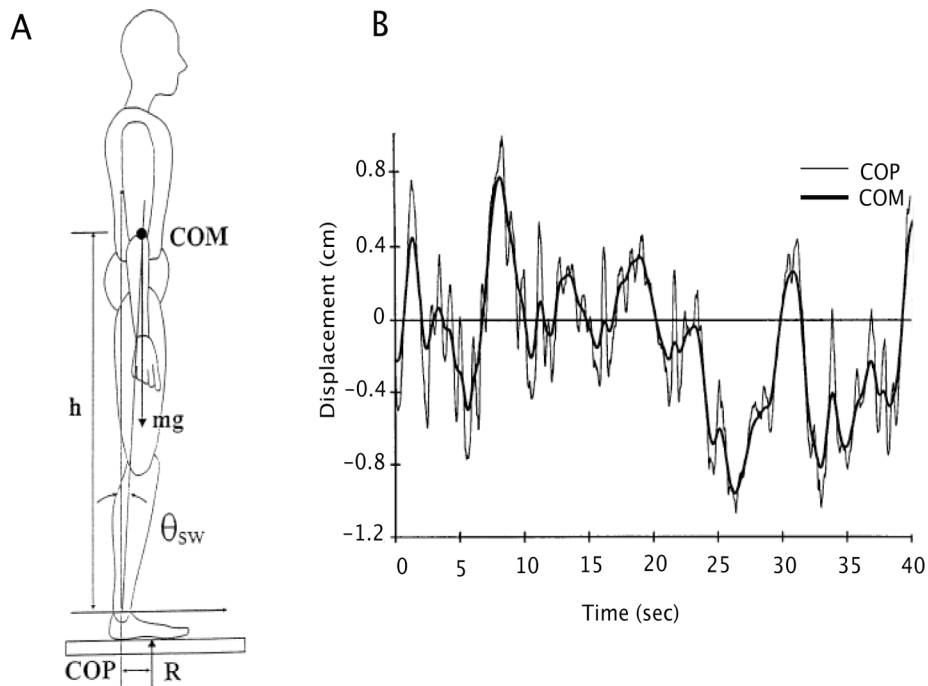 A
B
COM
h
mg
θSW
COP
R
COP
COM
Displacement (cm)
0.8
0.4
0
-0.4
-0.8
-1.2
0 5 10 15 20 25 30 35 40
Time (sec)